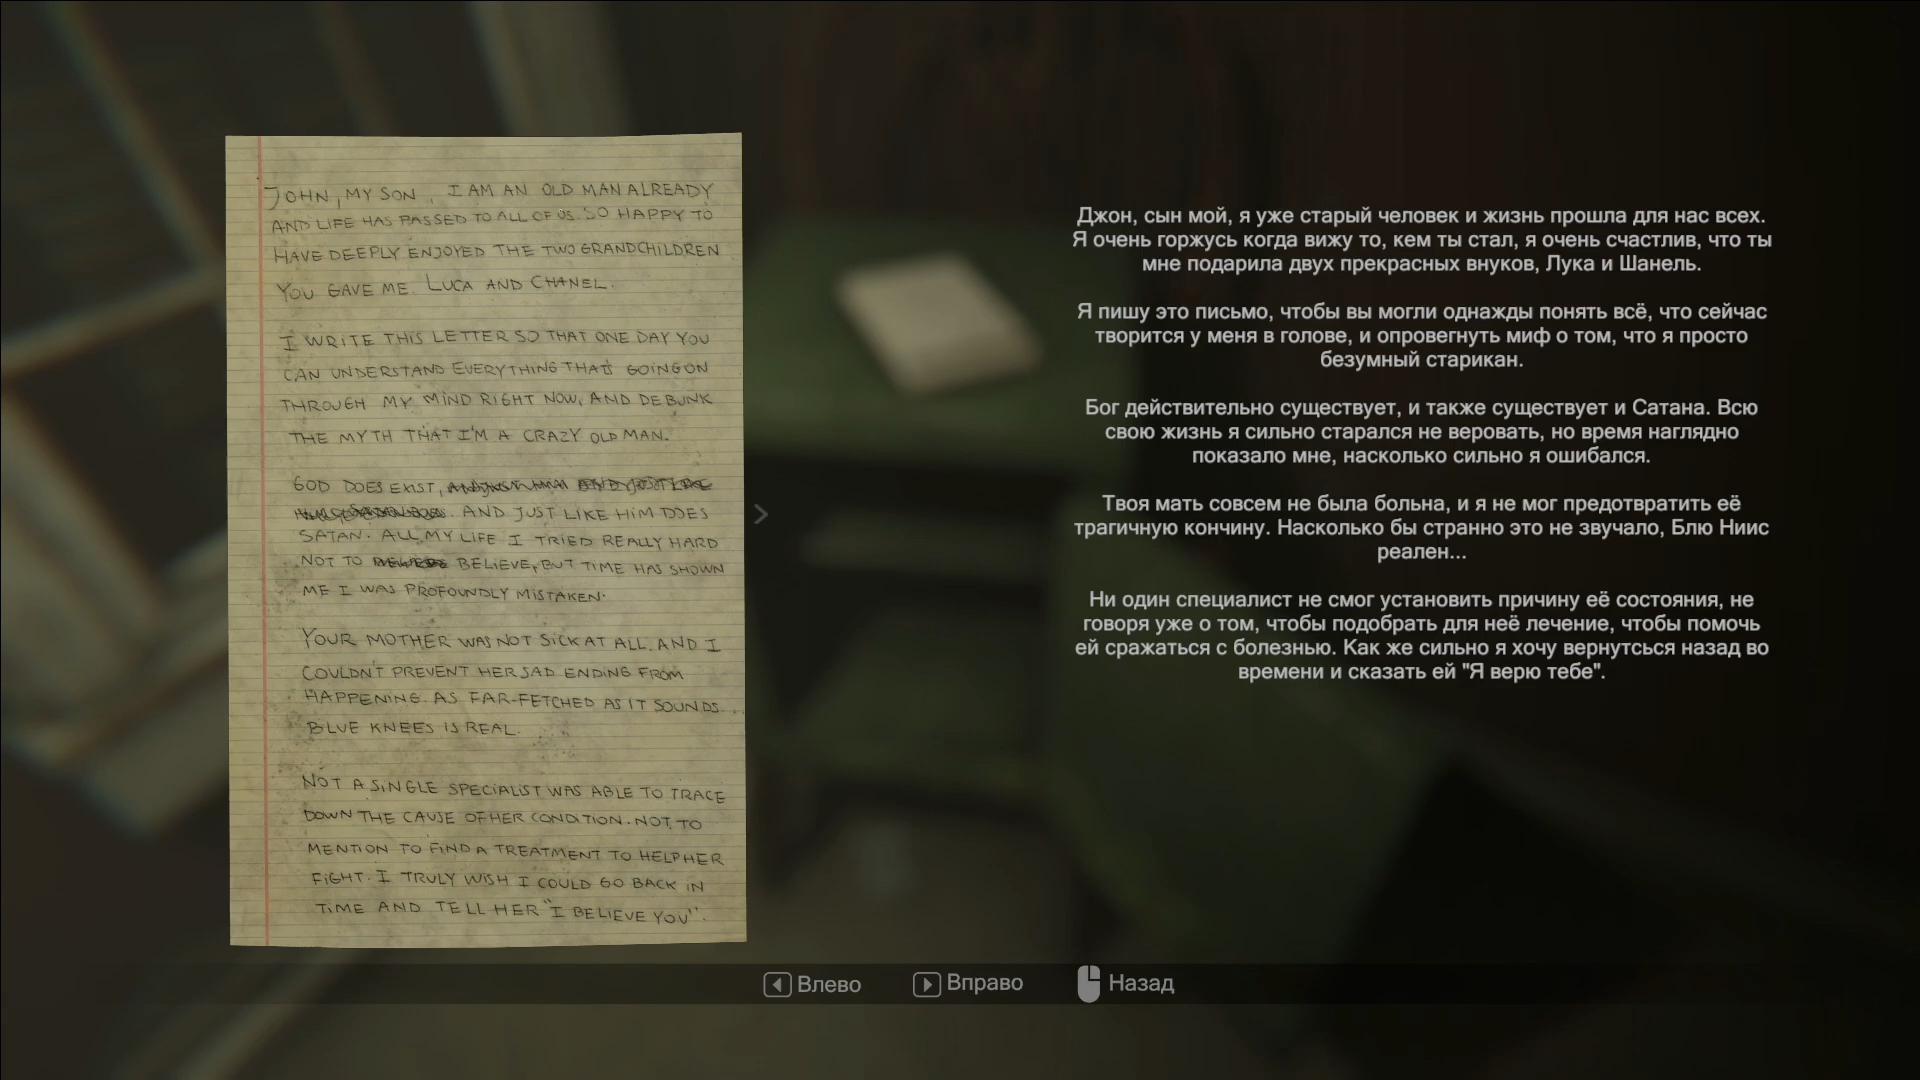 JOHN, MY SON, I AM AN OLD MAN ALREADY
AND LIFE HAS PASSED TO ALL OF US. SO HAPPY TO
HAVE DEEPLY ENJOYED THE TWO GRANDCHILDREN
YOU GAVE ME. LUCA AND CHANEL.
I WRITE THIS LETTER SO THAT ONE DAY YOU
CAN UNDERSTAND EVERYTHING THAT'S GOING ON
THROUGH MY MIND RIGHT NOW, AND DEBUNK
THE MYTH THAT I'M A CRAZY OLD MAN.
GOD DOES EXIST,
. AND JUST LIKE HIM DOES
SATAN. ALL MY LIFE I TRIED REALLY HARD
NOT TO BELIEVE, BUT TIME HAS SHOWN
ME I WAS PROFOUNDLY MISTAKEN.
YOUR MOTHER WAS NOT SICK AT ALL. AND I
COULDN'T PREVENT HER SAD ENDING FROM
HAPPENING. AS FAR-FETCHED AS IT SOUNDS...
BLUE KNEES IS REAL.
NOT A SINGLE SPECIALIST WAS ABLE TO TRACE
DOWN THE CAUSE OF HER CONDITION. NOT TO
MENTION TO FIND A TREATMENT TO HELP HER
FIGHT. I TRULY WISH I COULD GO BACK IN
TIME AND TELL HER "I BELIEVE YOU".
Джон, сын мой, я уже старый человек и жизнь прошла для нас всех.
Я очень горжусь когда вижу то, кем ты стал, я очень счастлив, что ты
мне подарила двух прекрасных внуков, Лука и Шанель.
Я пишу это письмо, чтобы вы могли однажды понять всё, что сейчас
творится у меня в голове, и опровегнуть миф о том, что я просто
безумный старикан.
Бог действительно существует, и также существует и Сатана. Всю
свою жизнь я сильно старался не веровать, но время наглядно
показало мне, насколько сильно я ошибался.
Твоя мать совсем не была больна, и я не мог предотвратить её
трагичную кончину. Насколько бы странно это не звучало, Блю Ниис
реален...
Ни один специалист не смог установить причину её состояния, не
говоря уже о том, чтобы подобрать для неё лечение, чтобы помочь
ей сражаться с болезнью. Как же сильно я хочу вернутсься назад во
времени и сказать ей "Я верю тебе".
Влево
Вправо
Назад